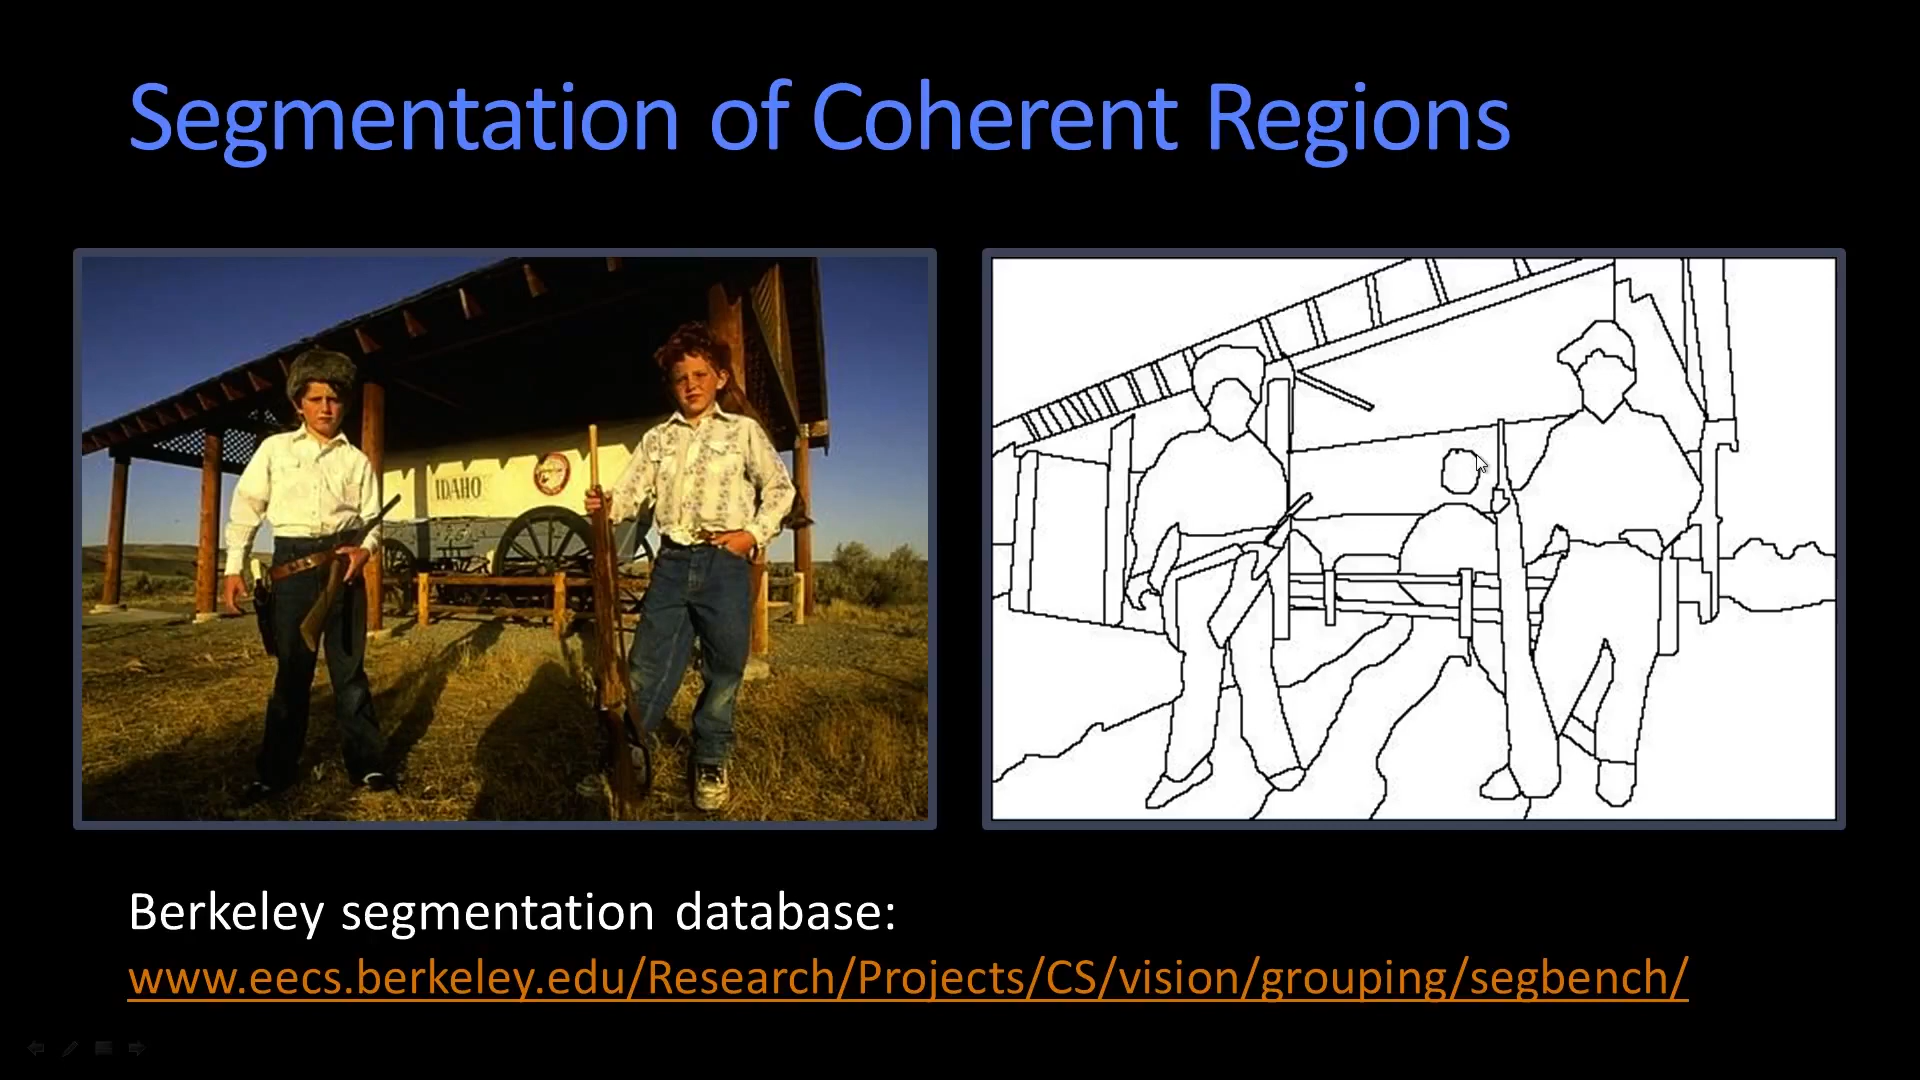 Segmentation of Coherent Regions
IDAHO
Berkeley segmentation database:
www.eecs.berkeley.edu/Research/Projects/CS/vision/grouping/segbench/